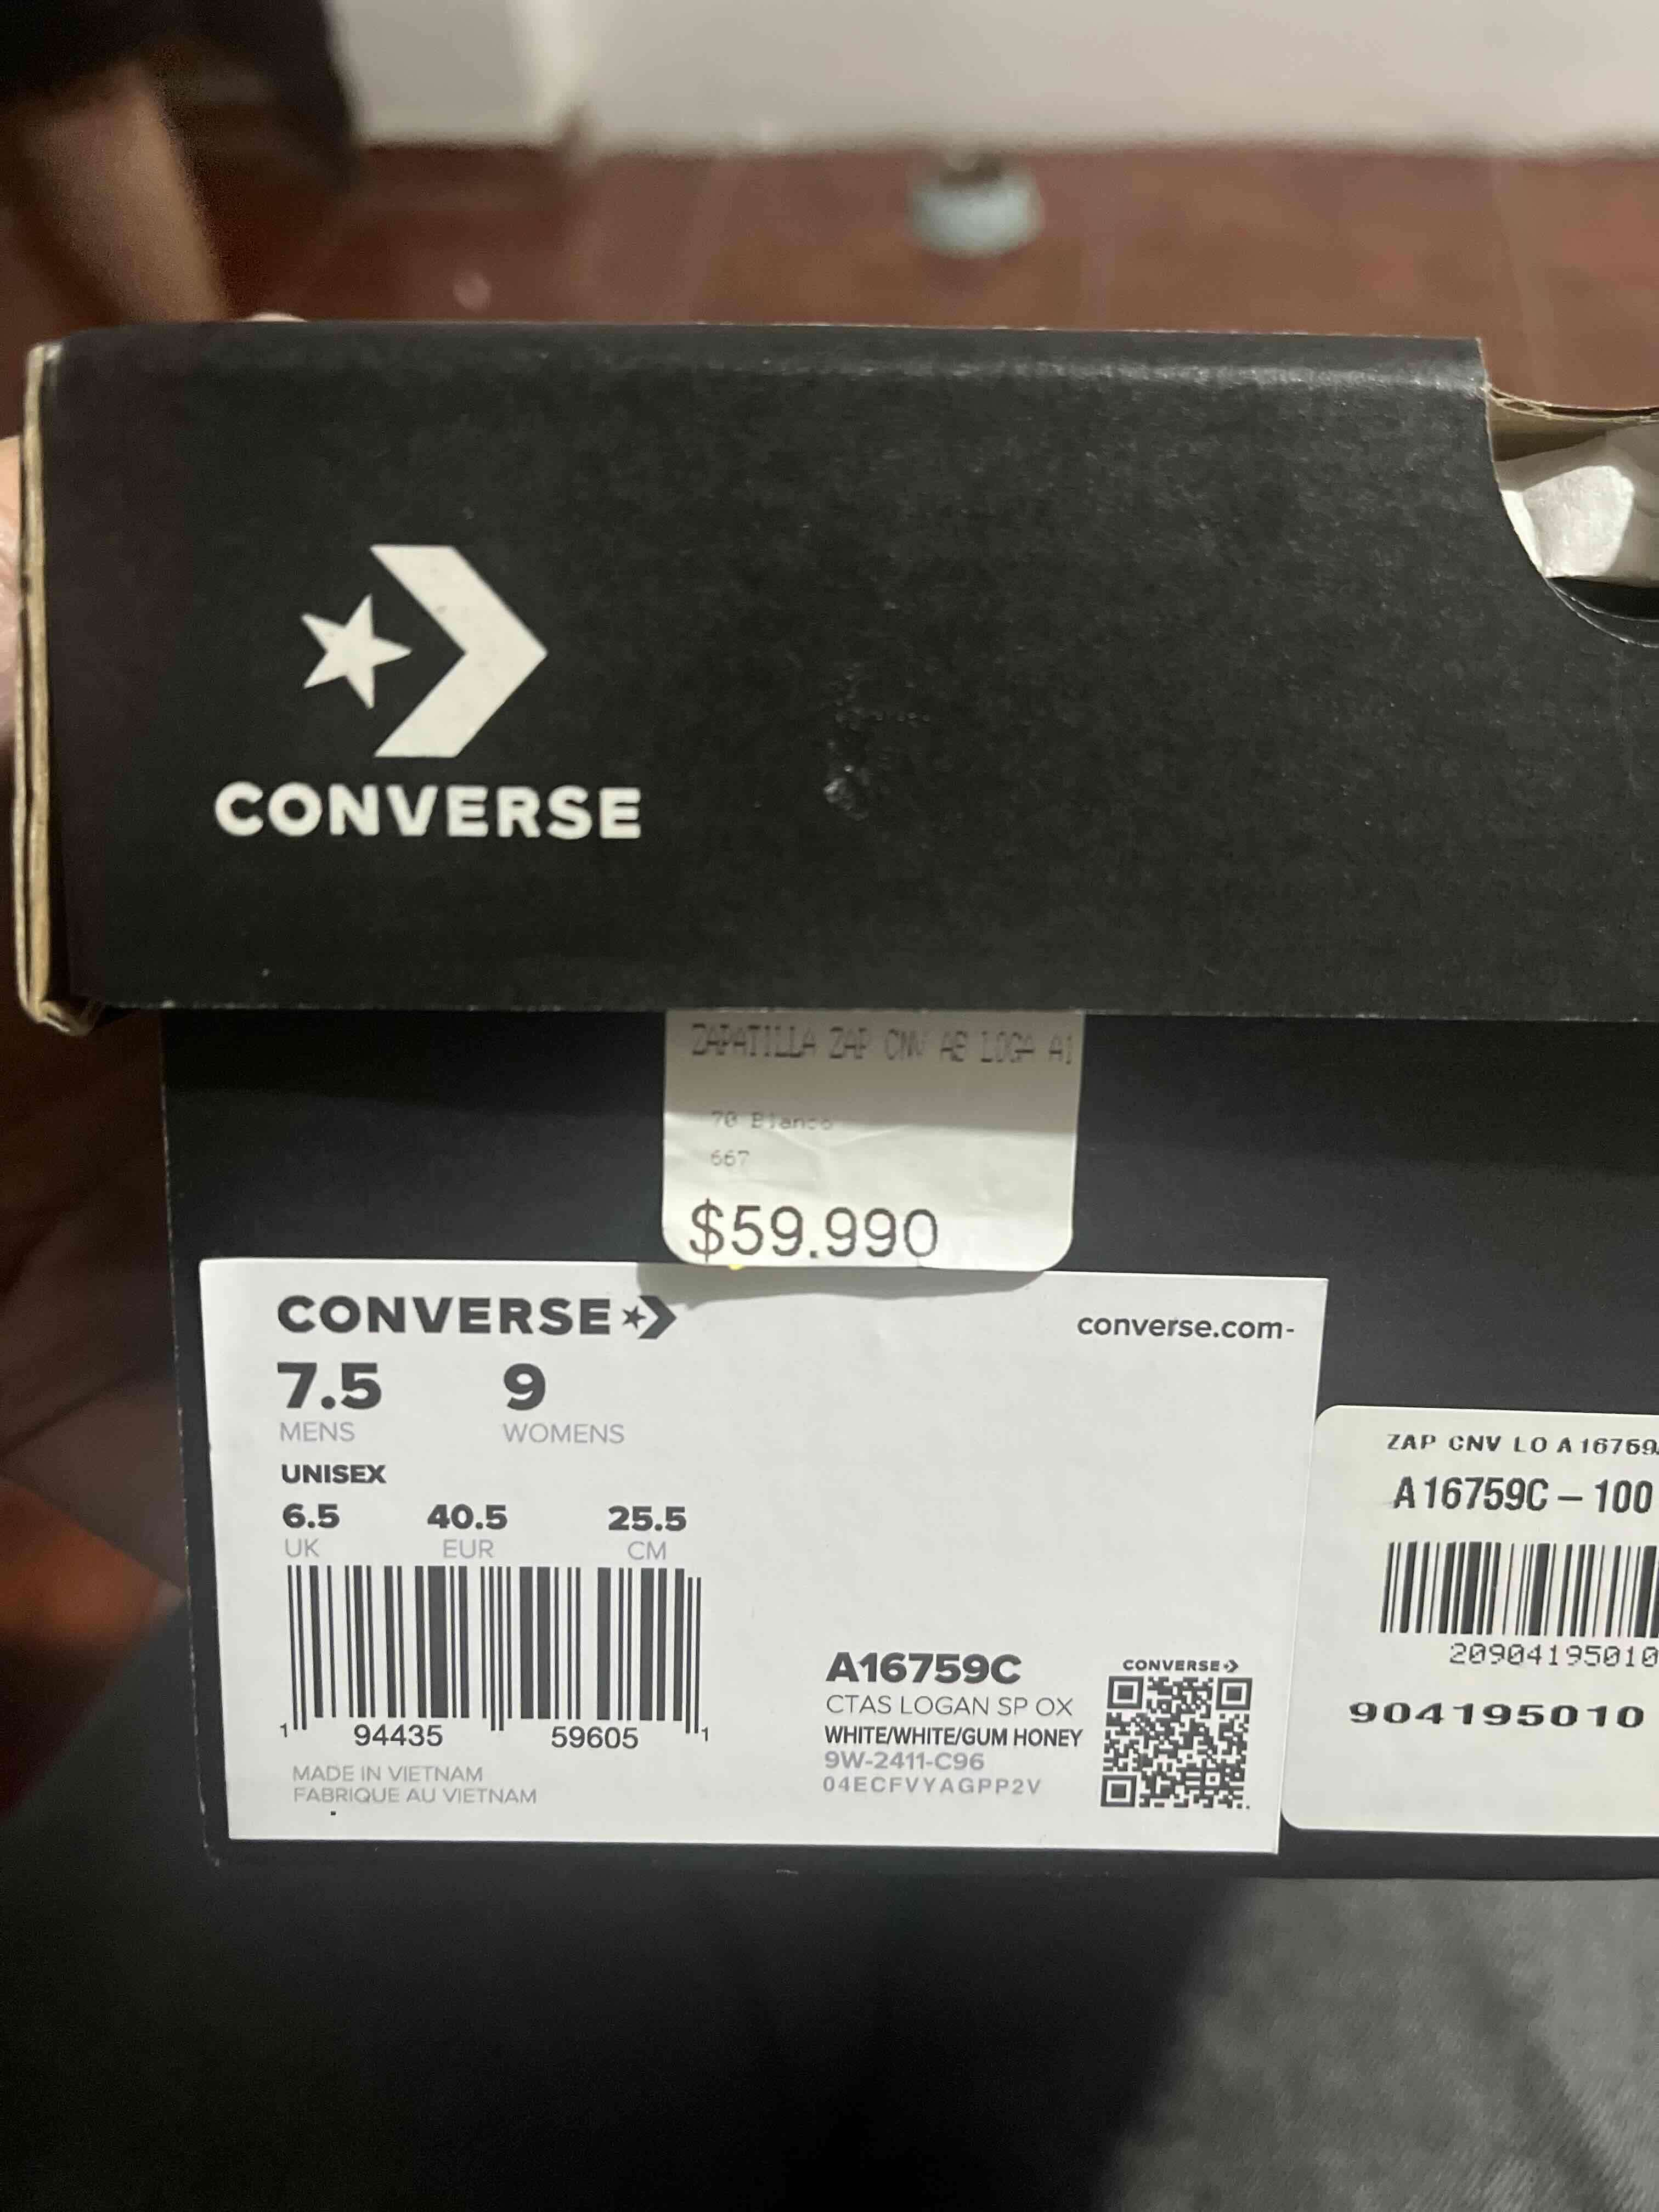 CONVERSE
ZAPATILLA ZAP CNV AE LOGA A1
70 Blanco
667
$59.990
CONVERSE
converse.com-
7.5 9
MENS WOMENS
UNISEX
6.5 40.5 25.5
UK EUR CM
1 94435 59605 1
MADE IN VIETNAM
FABRIQUE AU VIETNAM
A16759C
CTAS LOGAN SP OX
WHITE/WHITE/GUM HONEY
9W-2411-C96
04ECFVYAGPP2V
CONVERSE
ZAP CNV LO A16759
A16759C – 100
20904195010
904195010